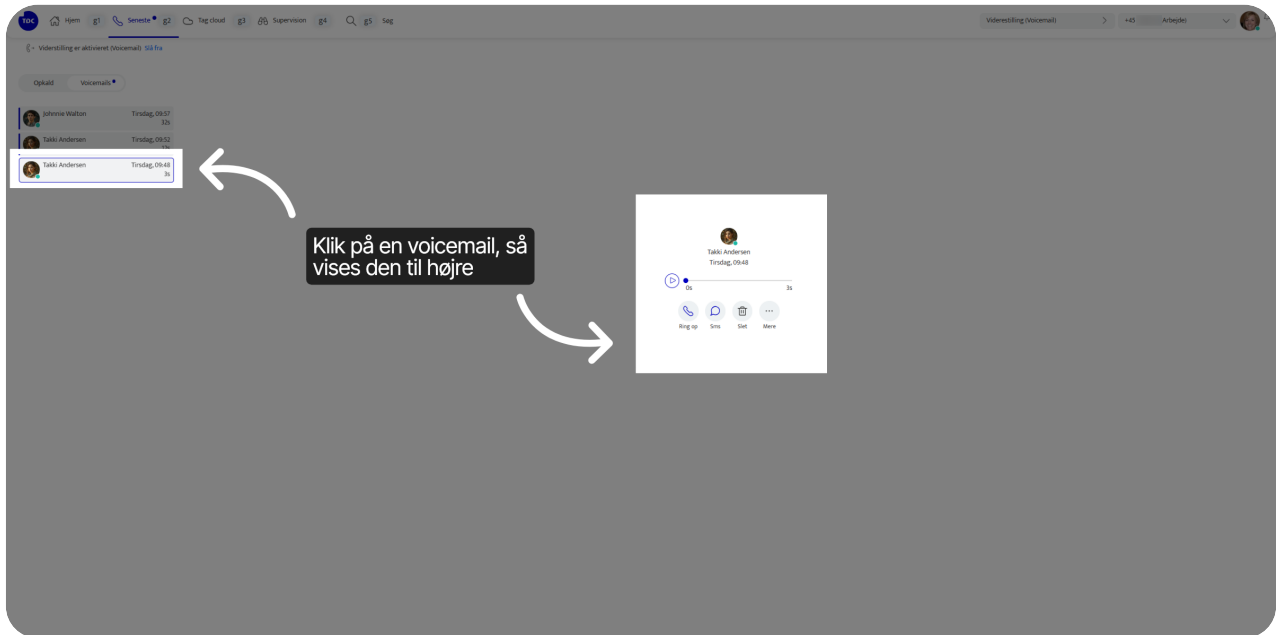 TOC Hjem g1 Seneste g2 Tag cloud g3 Supervision g4 g5 Søg Viderestilling (Voicemail) +45 Arbejde)
Viderstilling er aktivieret (Voicemail) Slå fra
Opkald Voicemails
Johnnie Walton Tirsdag, 09:57
32s
Takki Andersen Tirsdag, 09:52
Takki Andersen Tirsdag, 09:48
3s
Klik på en voicemail, så
vises den til højre
Takki Andersen
Tirsdag, 09:48
0s 3s
Ring op Sms Slet Mere